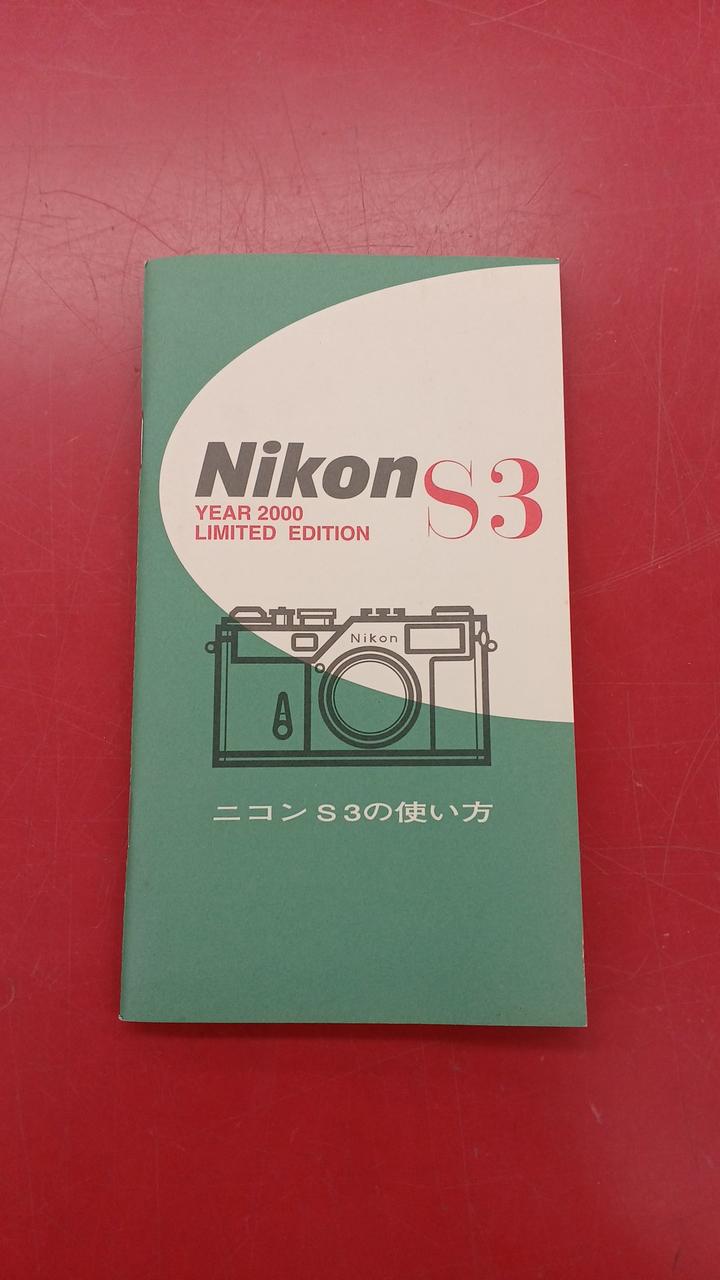 Nikon S3
YEAR 2000
LIMITED EDITION
Nikon
ニコンS3の使い方